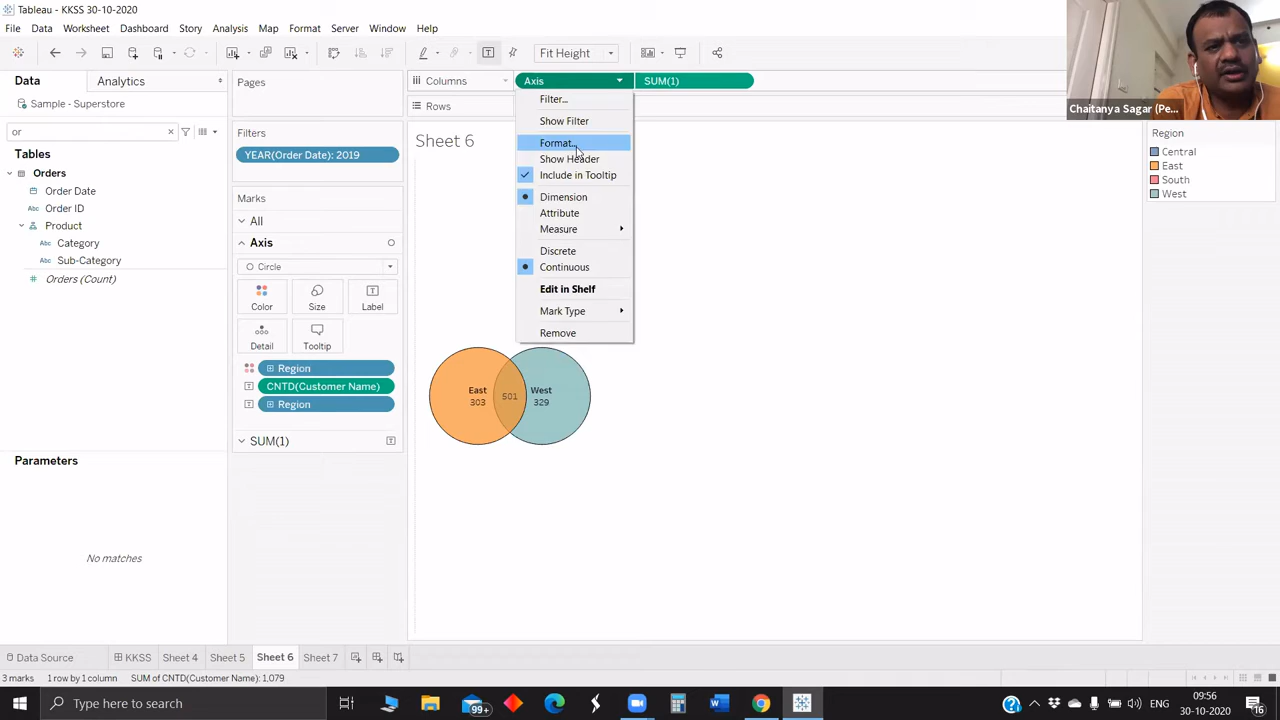 Tableau - KKSS 30-10-2020
File Data Worksheet Dashboard Story Analysis Map Format Server Window Help
Fit Height
Chaitanya Sagar (Pe...
Data Analytics
Pages
Columns Axis SUM(1)
Sample - Superstore
Rows
or
Filters
YEAR(Order Date): 2019
Sheet 6
Filter...
Show Filter
Format...
Show Header
Include in Tooltip
Dimension
Attribute
Measure
Discrete
Continuous
Edit in Shelf
Mark Type
Remove
Region
Central
East
South
West
Tables
Orders
Order Date
Abc Order ID
Product
Abc Category
Abc Sub-Category
# Orders (Count)
Marks
All
Axis
Circle
Color Size Label
Detail Tooltip
Region
CNTD(Customer Name)
Region
SUM(1)
East
303
501
West
329
Parameters
No matches
Data Source KKSS Sheet 4 Sheet 5 Sheet 6 Sheet 7
3 marks 1 row by 1 column SUM of CNTD(Customer Name): 1,079
Type here to search
99+
ENG
09:56
30-10-2020
16